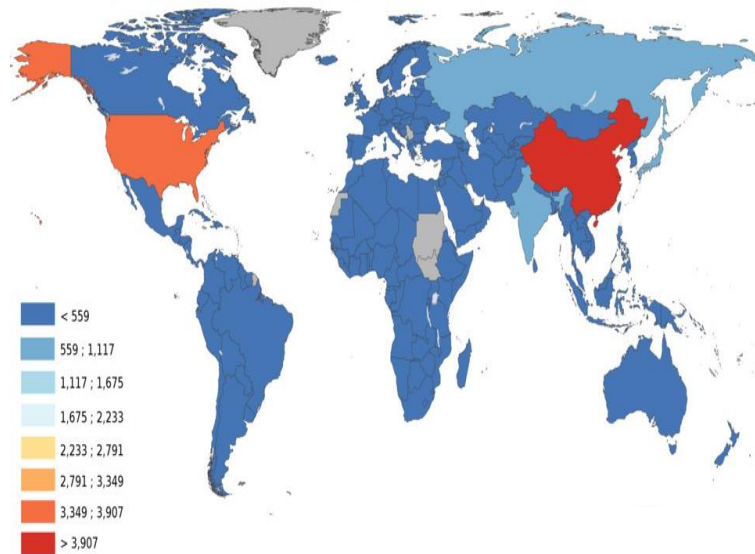 < 559
559 ; 1,117
1,117 ; 1,675
1,675 ; 2,233
2,233 ; 2,791
2,791 ; 3,349
3,349 ; 3,907
> 3,907